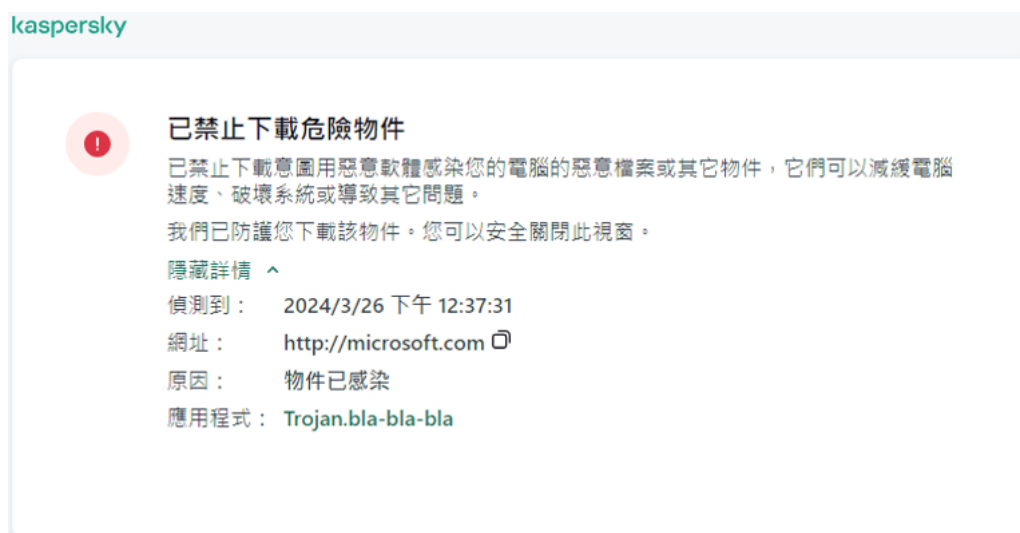 kaspersky
已禁止下載危險物件
已禁止下載意圖用惡意軟體感染您的電腦的惡意檔案或其它物件，它們可以減緩電腦
速度、破壞系統或導致其它問題。
我們已防護您下載該物件。您可以安全關閉此視窗。
隱藏詳情
偵測到： 2024/3/26 下午 12:37:31
網址： http://microsoft.com
原因： 物件已感染
應用程式： Trojan.bla-bla-bla